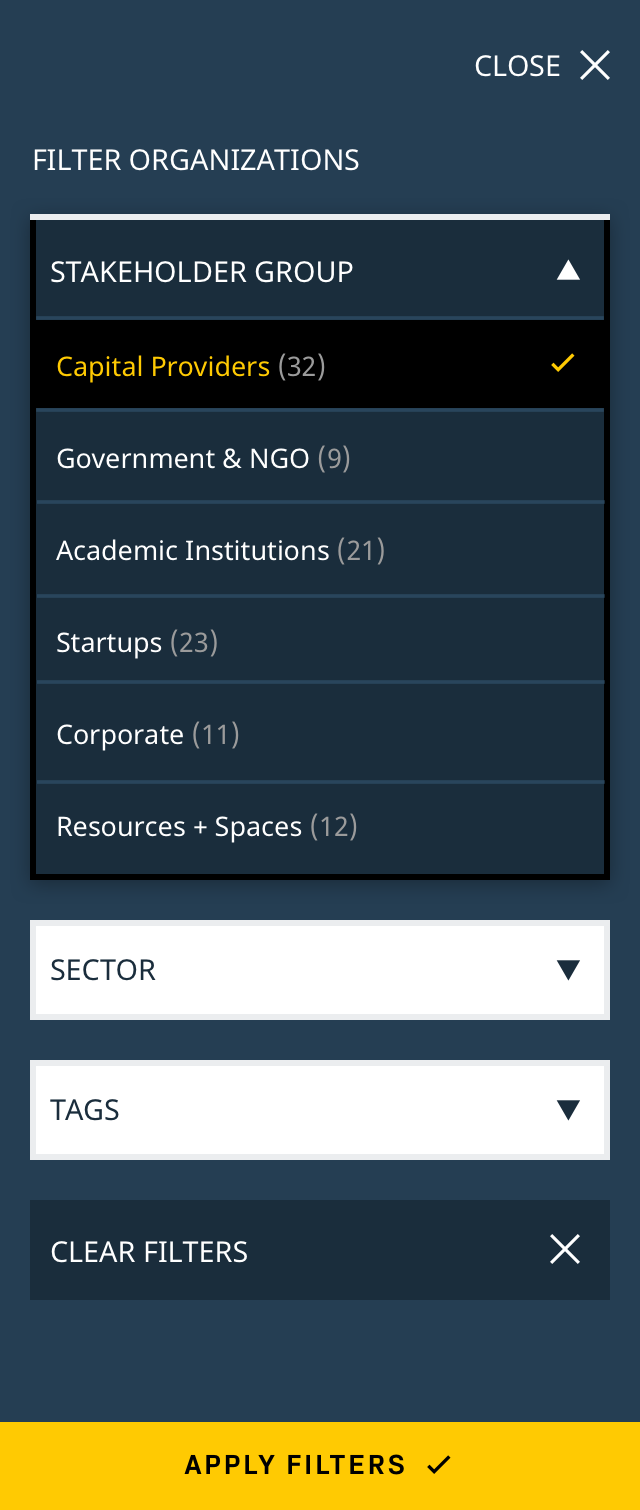 CLOSE
FILTER ORGANIZATIONS
STAKEHOLDER GROUP
Capital Providers (32)
Government & NGO (9)
Academic Institutions (21)
Startups (23)
Corporate (11)
Resources + Spaces (12)
SECTOR
TAGS
CLEAR FILTERS
APPLY FILTERS